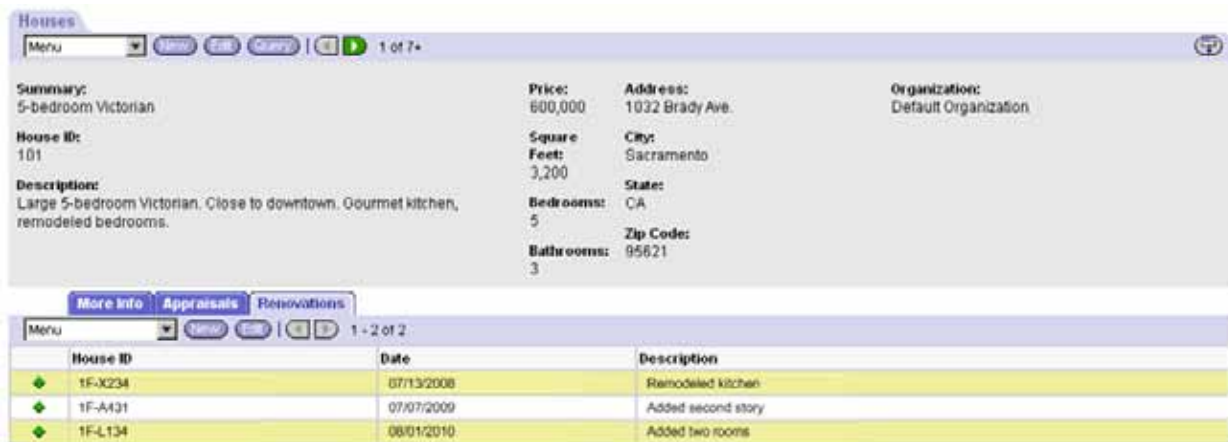 Houses
Menu New Edit Query 1 of 7+
Summary:
5-bedroom Victorian
House ID:
101
Description:
Large 5-bedroom Victorian. Close to downtown. Gourmet kitchen,
remodeled bedrooms.
Price:
600,000
Square
Feet:
3,200
Bedrooms:
5
Bathrooms:
3
Address:
1032 Brady Ave.
City:
Sacramento
State:
CA
Zip Code:
95621
Organization:
Default Organization
More Info Appraisals Renovations
Menu New Edit 1 - 2 of 2
House ID Date Description
1F-X234 07/13/2008 Remodeled kitchen
1F-A431 07/07/2009 Added second story
1F-L134 08/01/2010 Added two rooms